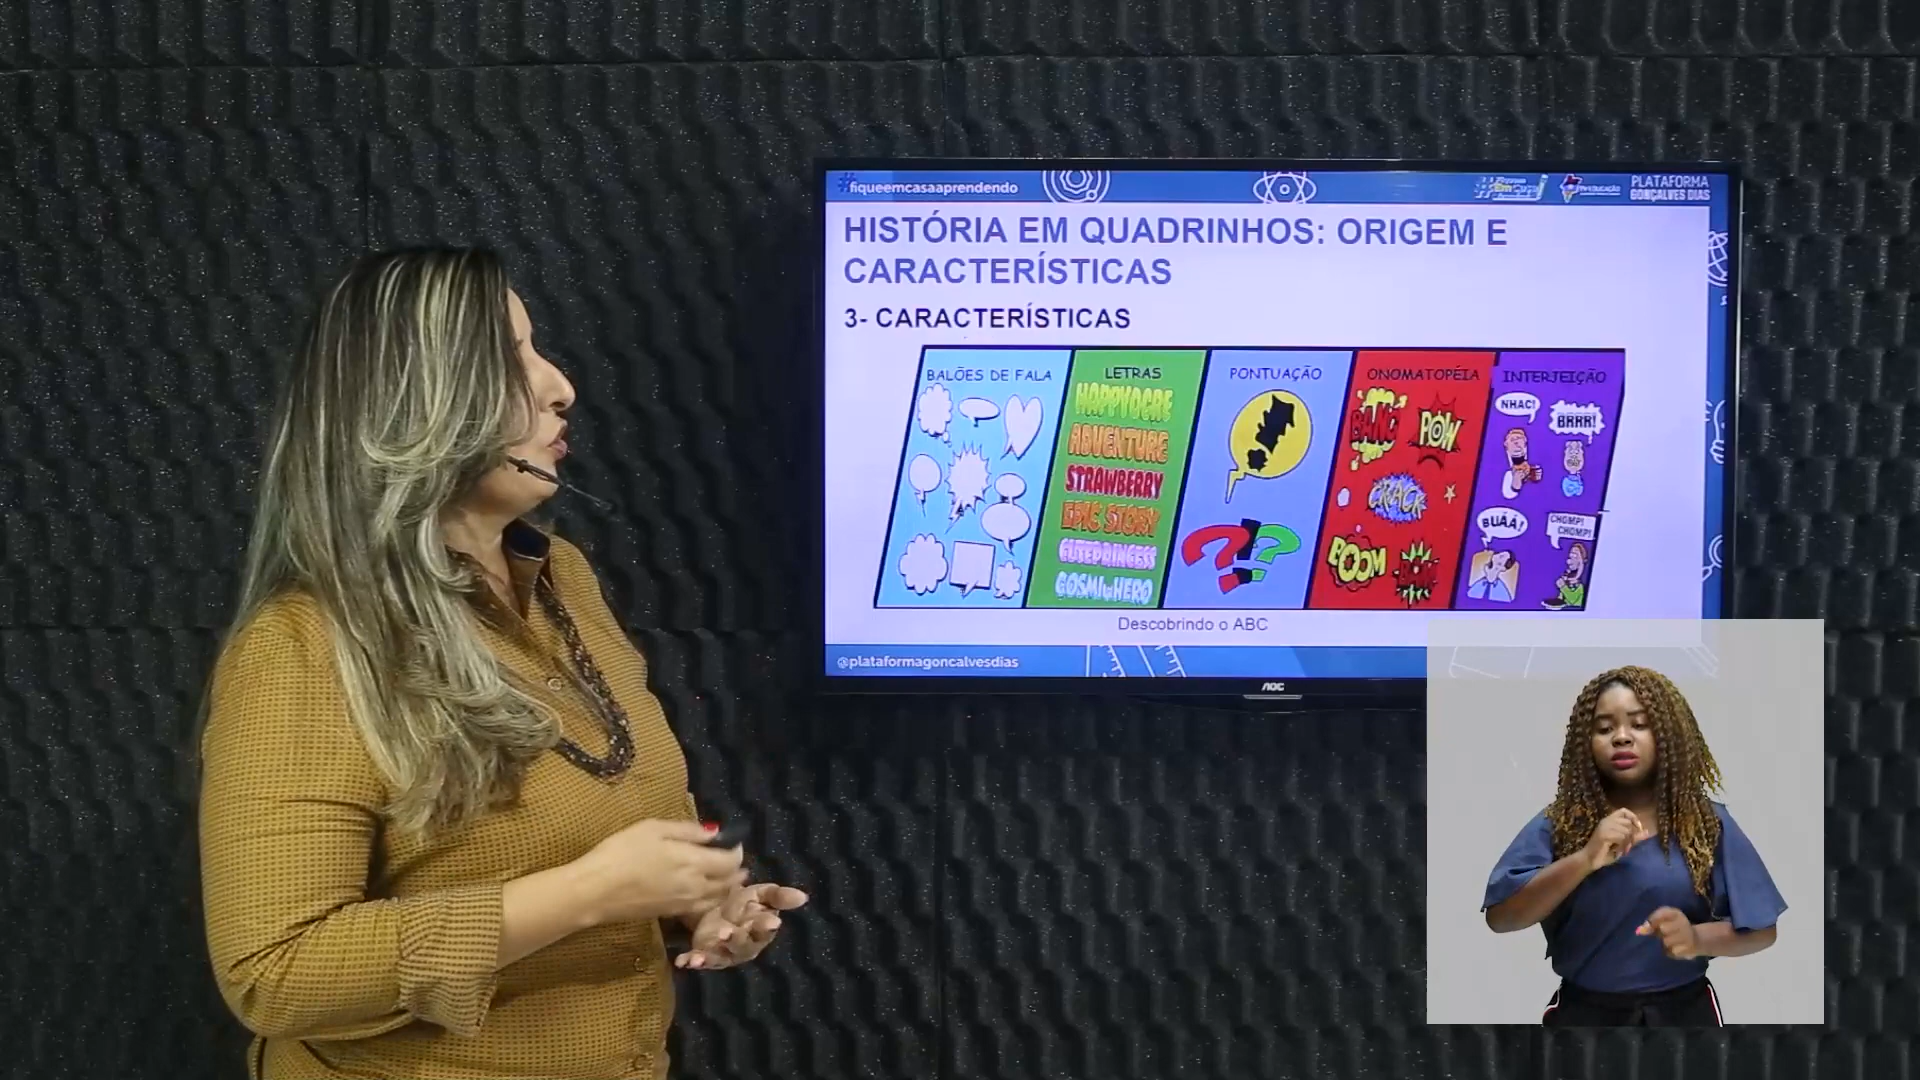 #fiqueemcasaaprendendo
PLATAFORMA
GONÇALVES DIAS
HISTÓRIA EM QUADRINHOS: ORIGEM E
CARACTERÍSTICAS
3- CARACTERÍSTICAS
BALÕES DE FALA
LETRAS
PONTUAÇÃO
ONOMATOPÉIA
INTERJEIÇÃO
ADVENTURE
STRAWBERRY
EPIC STORY
CUTEPRINCESS
BANG
POW
CRACK
BOOM
NHAC!
BRRR!
BUÁÁ!
CHOMP!
CHOMP!
Descobrindo o ABC
@plataformagoncalvesdias
AOC